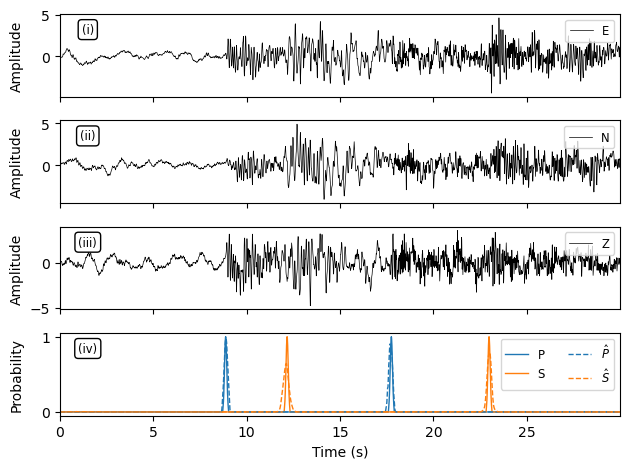 (i)
E
5
0
Amplitude
(ii)
N
5
0
Amplitude
(iii)
Z
0
−5
Amplitude
(iv)
P
S
P̂
Ŝ
1
0
Probability
0 5 10 15 20 25
Time (s)